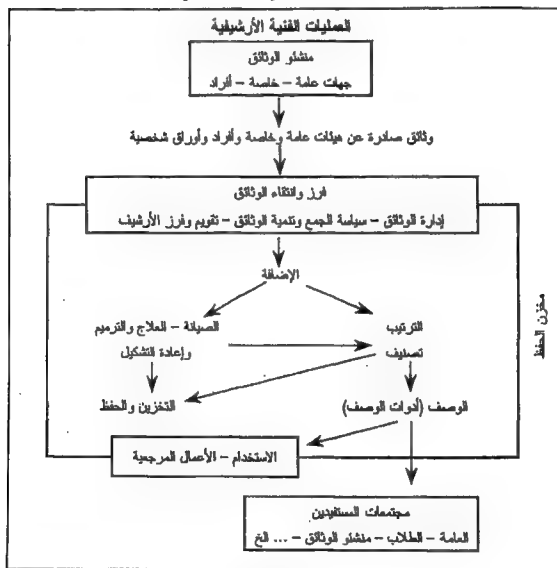 العمليات الفنية الأرشيفية
منشئو الوثائق
جهات عامة – خاصة – أفراد
وثائق صادرة عن هيئات عامة وخاصة وأفراد وأوراق شخصية
فرز وانتقاء الوثائق
إدارة الوثائق – سياسة الجمع وتنمية الوثائق – تقويم وفرز الأرشيف
الإضافة
الترتيب
تصنيف
الصيانة – العلاج والترميم
وإعادة التشكيل
مخزن الحفظ
الوصف (أدوات الوصف)
التخزين والحفظ
الاستخدام – الأعمال المرجعية
مجتمعات المستفيدين
العامة – الطلاب – منشئو الوثائق – ... الخ